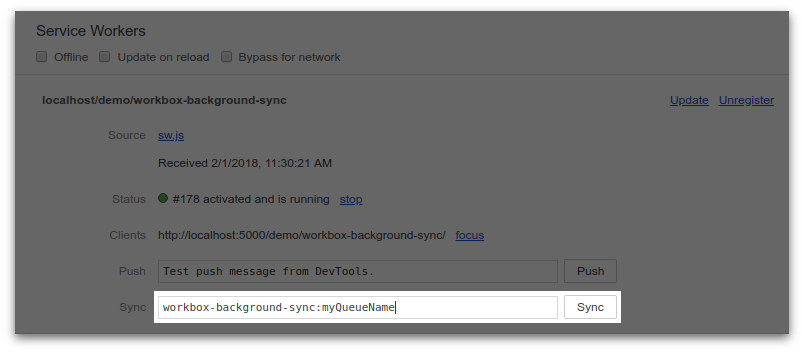 Service Workers
Offline Update on reload Bypass for network
localhost/demo/workbox-background-sync Update Unregister
Source sw.js
Received 2/1/2018, 11:30:21 AM
Status #178 activated and is running stop
Clients http://localhost:5000/demo/workbox-background-sync/ focus
Push Test push message from DevTools. Push
Sync workbox-background-sync:myQueueName Sync